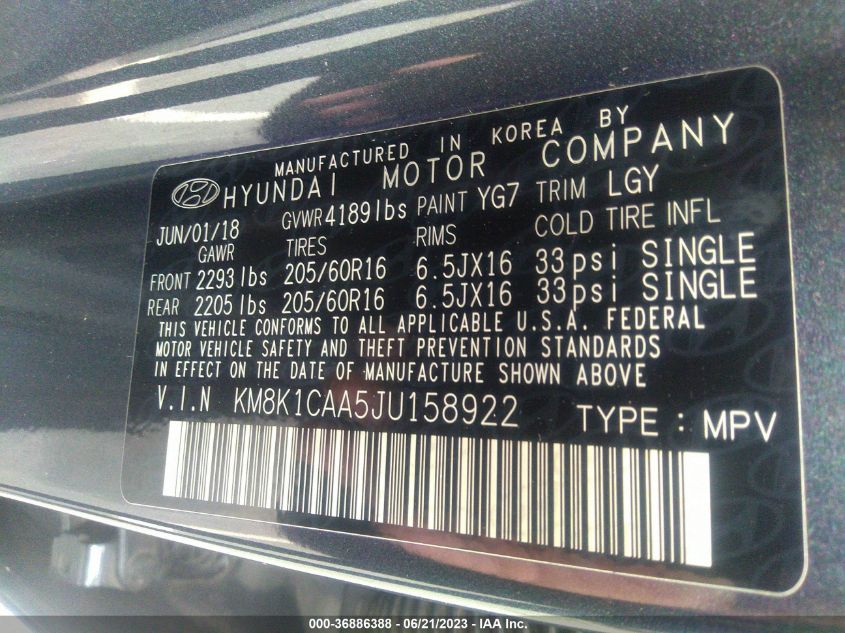 MANUFACTURED IN KOREA BY
HYUNDAI MOTOR COMPANY
JUN/01/18 GVWR 4189lbs PAINT YG7 TRIM LGY
GAWR TIRES RIMS COLD TIRE INFL
FRONT 2293lbs 205/60R16 6.5JX16 33psi SINGLE
REAR 2205lbs 205/60R16 6.5JX16 33psi SINGLE
THIS VEHICLE CONFORMS TO ALL APPLICABLE U.S.A. FEDERAL
MOTOR VEHICLE SAFETY AND THEFT PREVENTION STANDARDS
IN EFFECT ON THE DATE OF MANUFACTURE SHOWN ABOVE
V.I.N KM8K1CAA5JU158922 TYPE : MPV
000-36886388 - 06/21/2023 - IAA Inc.